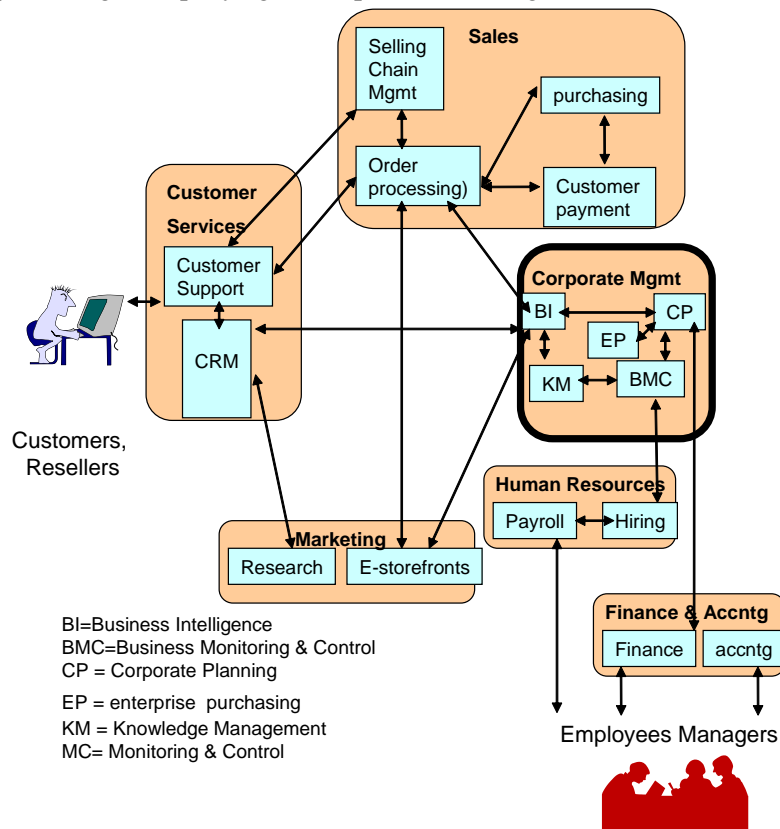 Sales
Selling
Chain
Mgmt
purchasing
Order
processing)
Customer
payment
Customer
Services
Customer
Support
CRM
Customers,
Resellers
Corporate Mgmt
BI
CP
EP
KM
BMC
Human Resources
Payroll
Hiring
Marketing
Research
E-storefronts
Finance & Accntg
Finance
accntg
BI=Business Intelligence
BMC=Business Monitoring & Control
CP = Corporate Planning
EP = enterprise purchasing
KM = Knowledge Management
MC= Monitoring & Control
Employees Managers